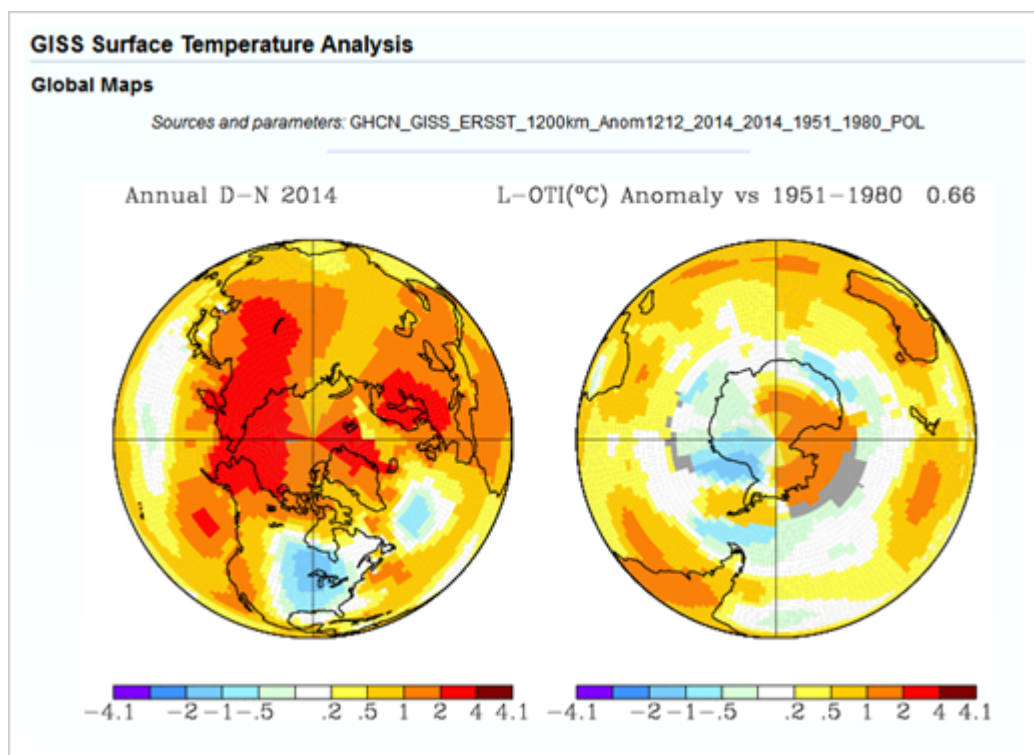 GISS Surface Temperature Analysis
Global Maps
Sources and parameters: GHCN_GISS_ERSST_1200km_Anom1212_2014_2014_1951_1980_POL
Annual D-N 2014 L-OTI(°C) Anomaly vs 1951-1980 0.66
-4.1 -2 -1 -.5 .2 .5 1 2 4 4.1 -4.1 -2 -1 -.5 .2 .5 1 2 4 4.1